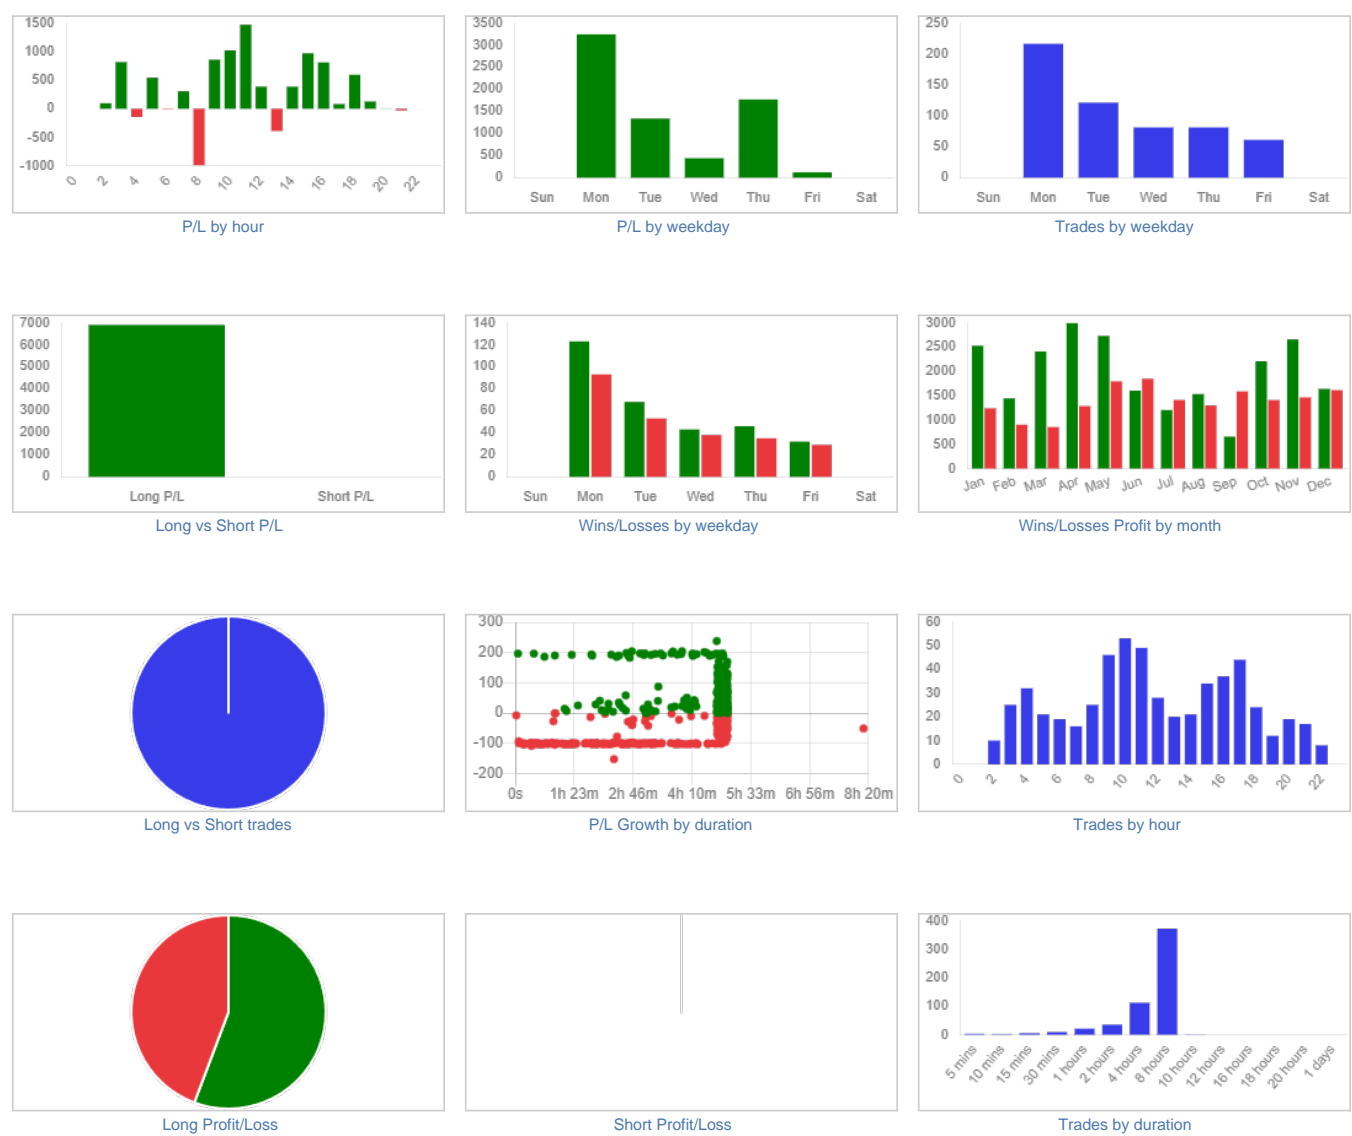 1500
1000
500
0
-500
-1000
0 2 4 6 8 10 12 14 16 18 20 22
P/L by hour
3500
3000
2500
2000
1500
1000
500
0
Sun Mon Tue Wed Thu Fri Sat
P/L by weekday
250
200
150
100
50
0
Sun Mon Tue Wed Thu Fri Sat
Trades by weekday
7000
6000
5000
4000
3000
2000
1000
0
Long P/L Short P/L
Long vs Short P/L
140
120
100
80
60
40
20
0
Sun Mon Tue Wed Thu Fri Sat
Wins/Losses by weekday
3000
2500
2000
1500
1000
500
0
Jan Feb Mar Apr May Jun Jul Aug Sep Oct Nov Dec
Wins/Losses Profit by month
Long vs Short trades
300
200
100
0
-100
-200
0s 1h 23m 2h 46m 4h 10m 5h 33m 6h 56m 8h 20m
P/L Growth by duration
60
50
40
30
20
10
0
0 2 4 6 8 10 12 14 16 18 20 22
Trades by hour
Long Profit/Loss
Short Profit/Loss
400
300
200
100
0
5 mins 10 mins 15 mins 30 mins 1 hours 2 hours 4 hours 8 hours 10 hours 12 hours 16 hours 18 hours 20 hours 1 days
Trades by duration